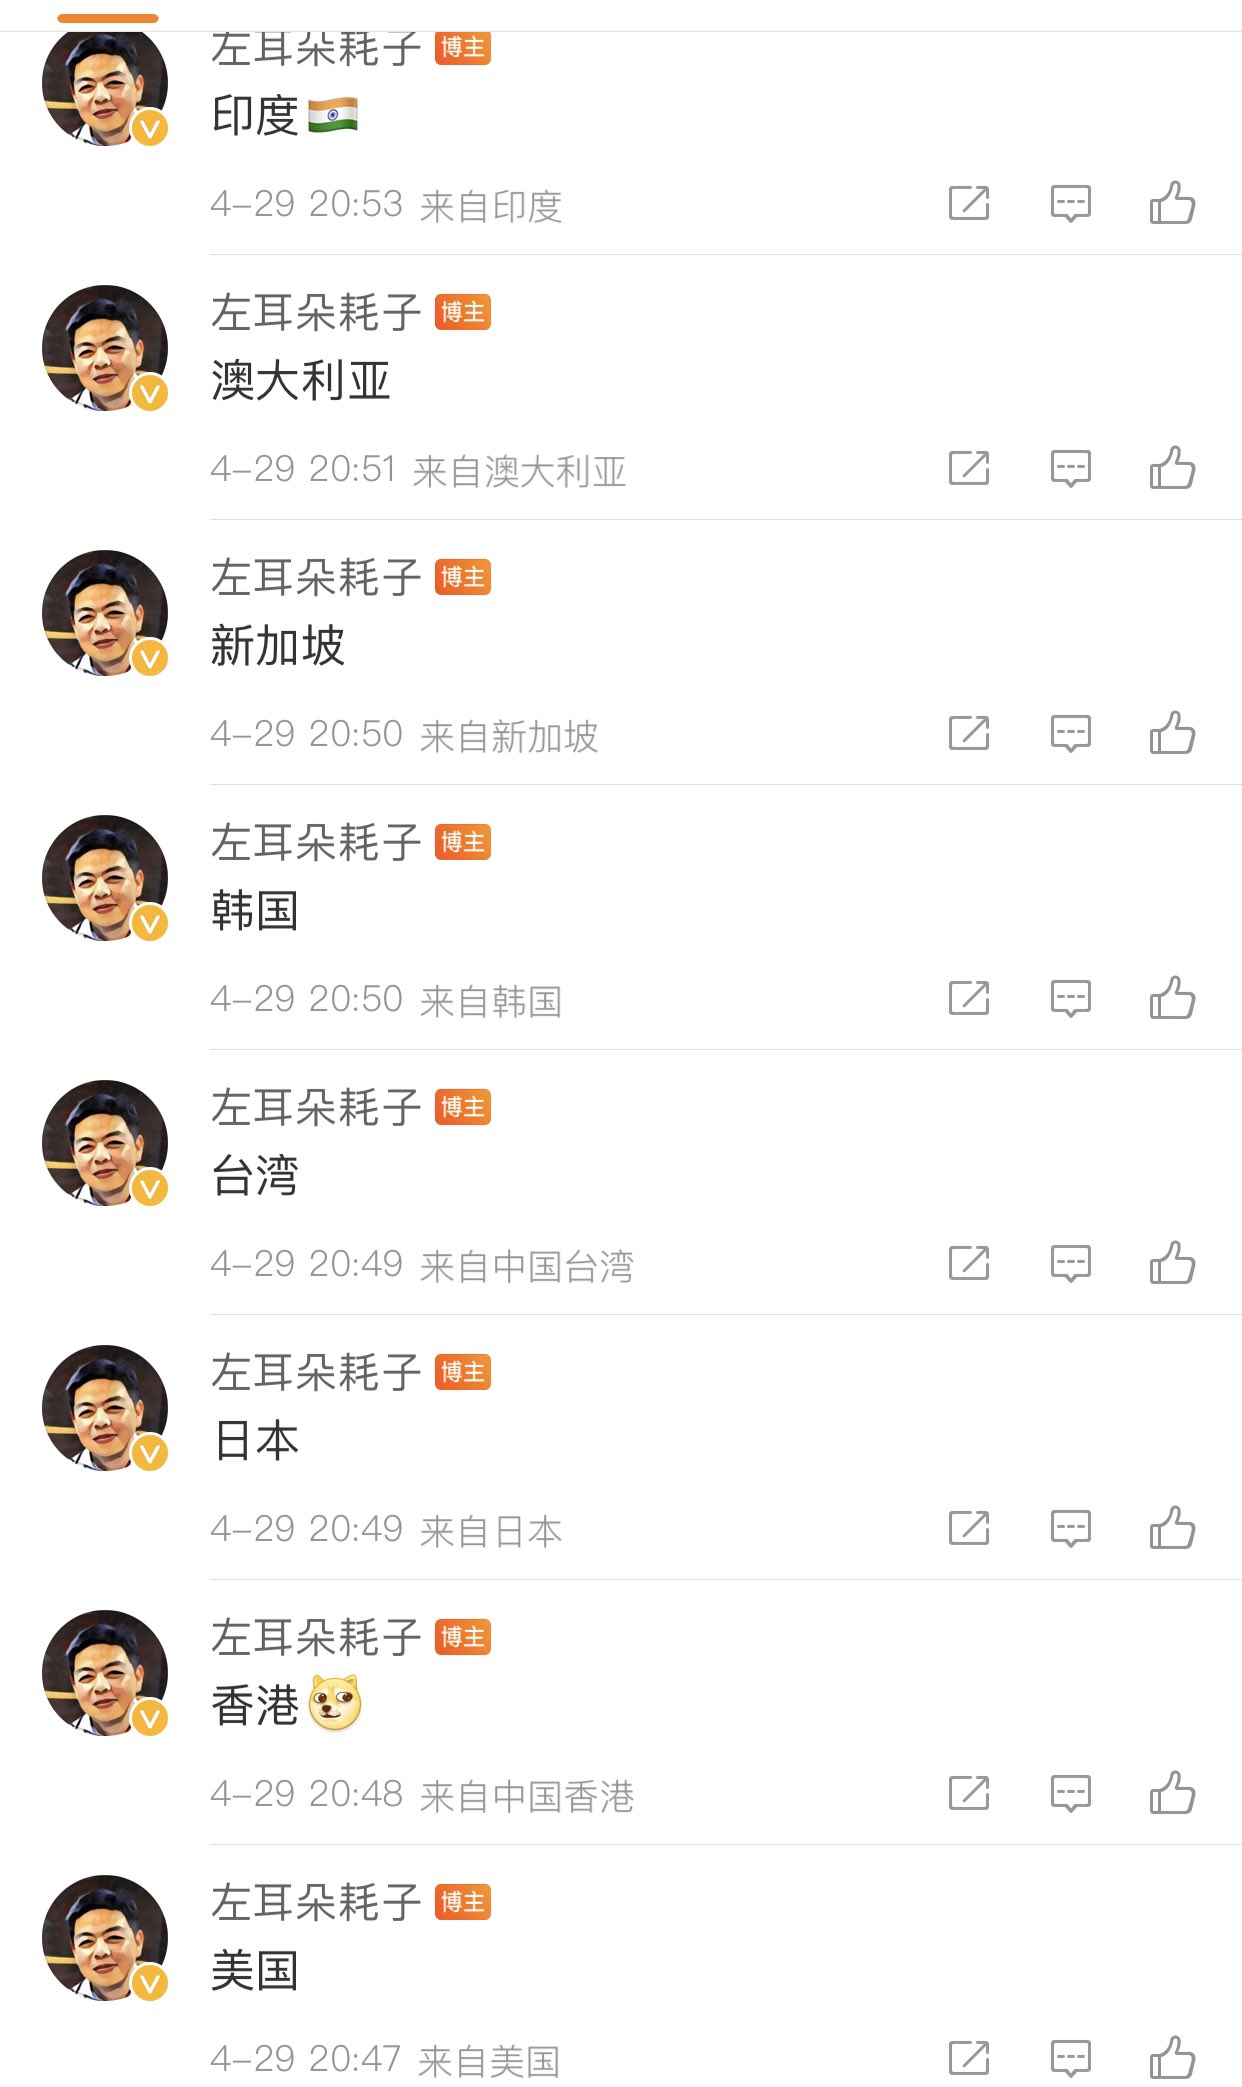 左耳朵耗子 博主
印度🇮🇳
4-29 20:53 来自印度
左耳朵耗子 博主
澳大利亚
4-29 20:51 来自澳大利亚
左耳朵耗子 博主
新加坡
4-29 20:50 来自新加坡
左耳朵耗子 博主
韩国
4-29 20:50 来自韩国
左耳朵耗子 博主
台湾
4-29 20:49 来自中国台湾
左耳朵耗子 博主
日本
4-29 20:49 来自日本
左耳朵耗子 博主
香港
4-29 20:48 来自中国香港
左耳朵耗子 博主
美国
4-29 20:47 来自美国